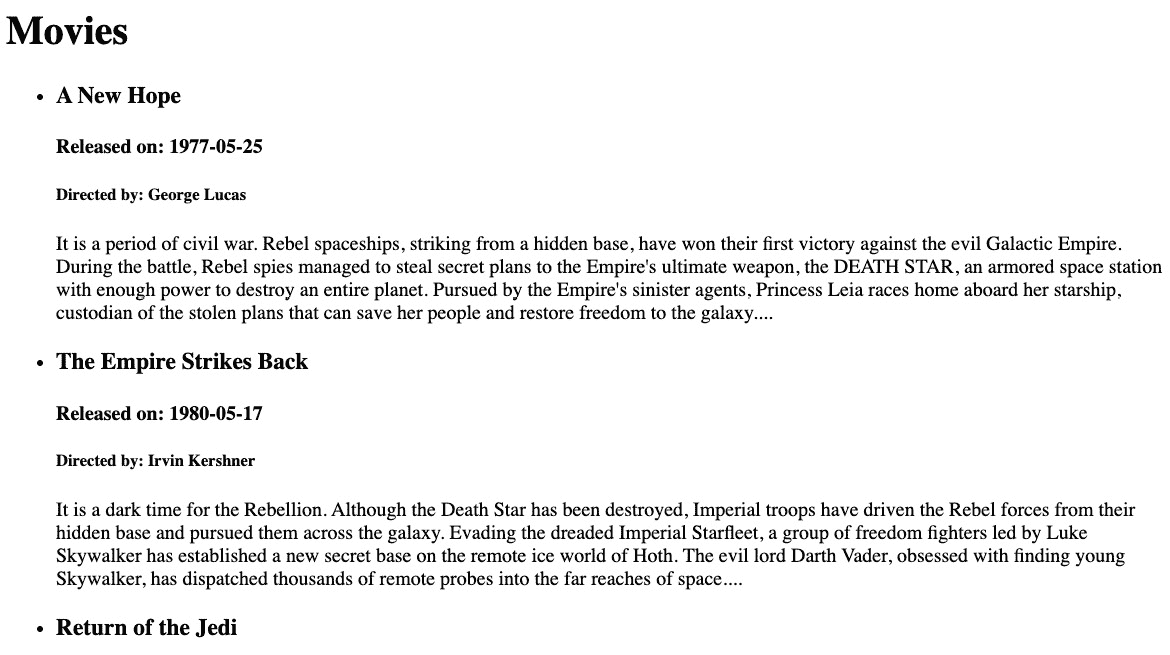 Movies
A New Hope
Released on: 1977-05-25
Directed by: George Lucas
It is a period of civil war. Rebel spaceships, striking from a hidden base, have won their first victory against the evil Galactic Empire.
During the battle, Rebel spies managed to steal secret plans to the Empire's ultimate weapon, the DEATH STAR, an armored space station
with enough power to destroy an entire planet. Pursued by the Empire's sinister agents, Princess Leia races home aboard her starship,
custodian of the stolen plans that can save her people and restore freedom to the galaxy....
The Empire Strikes Back
Released on: 1980-05-17
Directed by: Irvin Kershner
It is a dark time for the Rebellion. Although the Death Star has been destroyed, Imperial troops have driven the Rebel forces from their
hidden base and pursued them across the galaxy. Evading the dreaded Imperial Starfleet, a group of freedom fighters led by Luke
Skywalker has established a new secret base on the remote ice world of Hoth. The evil lord Darth Vader, obsessed with finding young
Skywalker, has dispatched thousands of remote probes into the far reaches of space....
Return of the Jedi